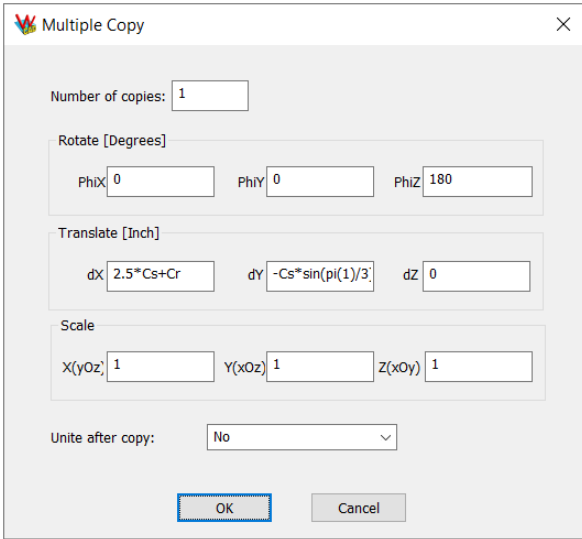 Multiple Copy
Number of copies: 1
Rotate [Degrees]
PhiX 0 PhiY 0 PhiZ 180
Translate [Inch]
dX 2.5*Cs+Cr dY -Cs*sin(pi(1)/3) dZ 0
Scale
X(yOz) 1 Y(xOz) 1 Z(xOy) 1
Unite after copy: No
OK Cancel